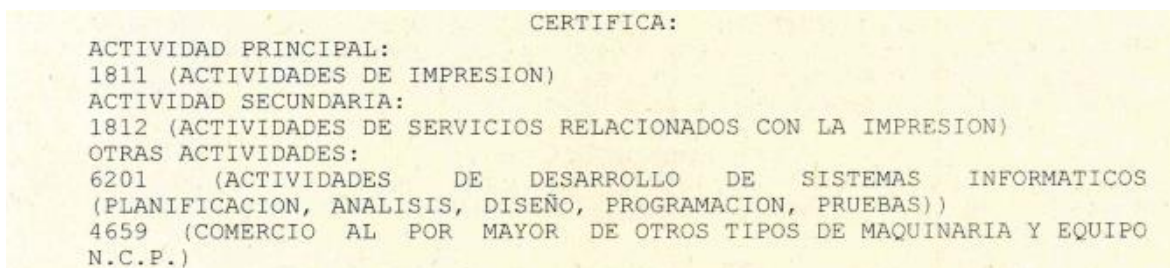 CERTIFICA:
ACTIVIDAD PRINCIPAL:
1811 (ACTIVIDADES DE IMPRESION)
ACTIVIDAD SECUNDARIA:
1812 (ACTIVIDADES DE SERVICIOS RELACIONADOS CON LA IMPRESION)
OTRAS ACTIVIDADES:
6201 (ACTIVIDADES DE DESARROLLO DE SISTEMAS INFORMATICOS
(PLANIFICACION, ANALISIS, DISEÑO, PROGRAMACION, PRUEBAS))
4659 (COMERCIO AL POR MAYOR DE OTROS TIPOS DE MAQUINARIA Y EQUIPO
N.C.P.)